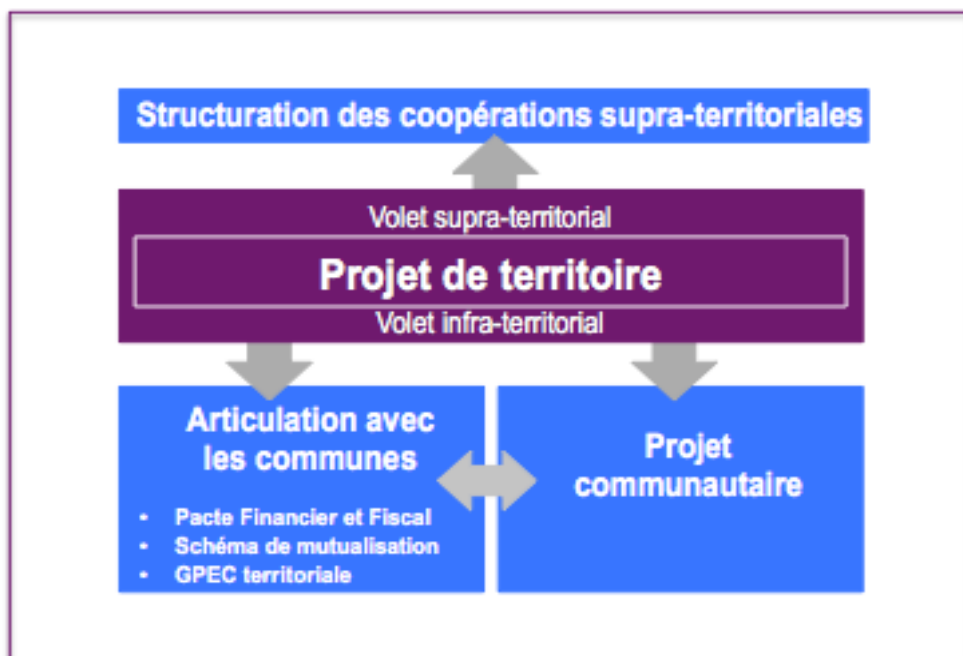 Structuration des coopérations supra-territoriales
Volet supra-territorial
Projet de territoire
Volet infra-territorial
Articulation avec
les communes
• Pacte Financier et Fiscal
• Schéma de mutualisation
• GPEC territoriale
Projet
communautaire